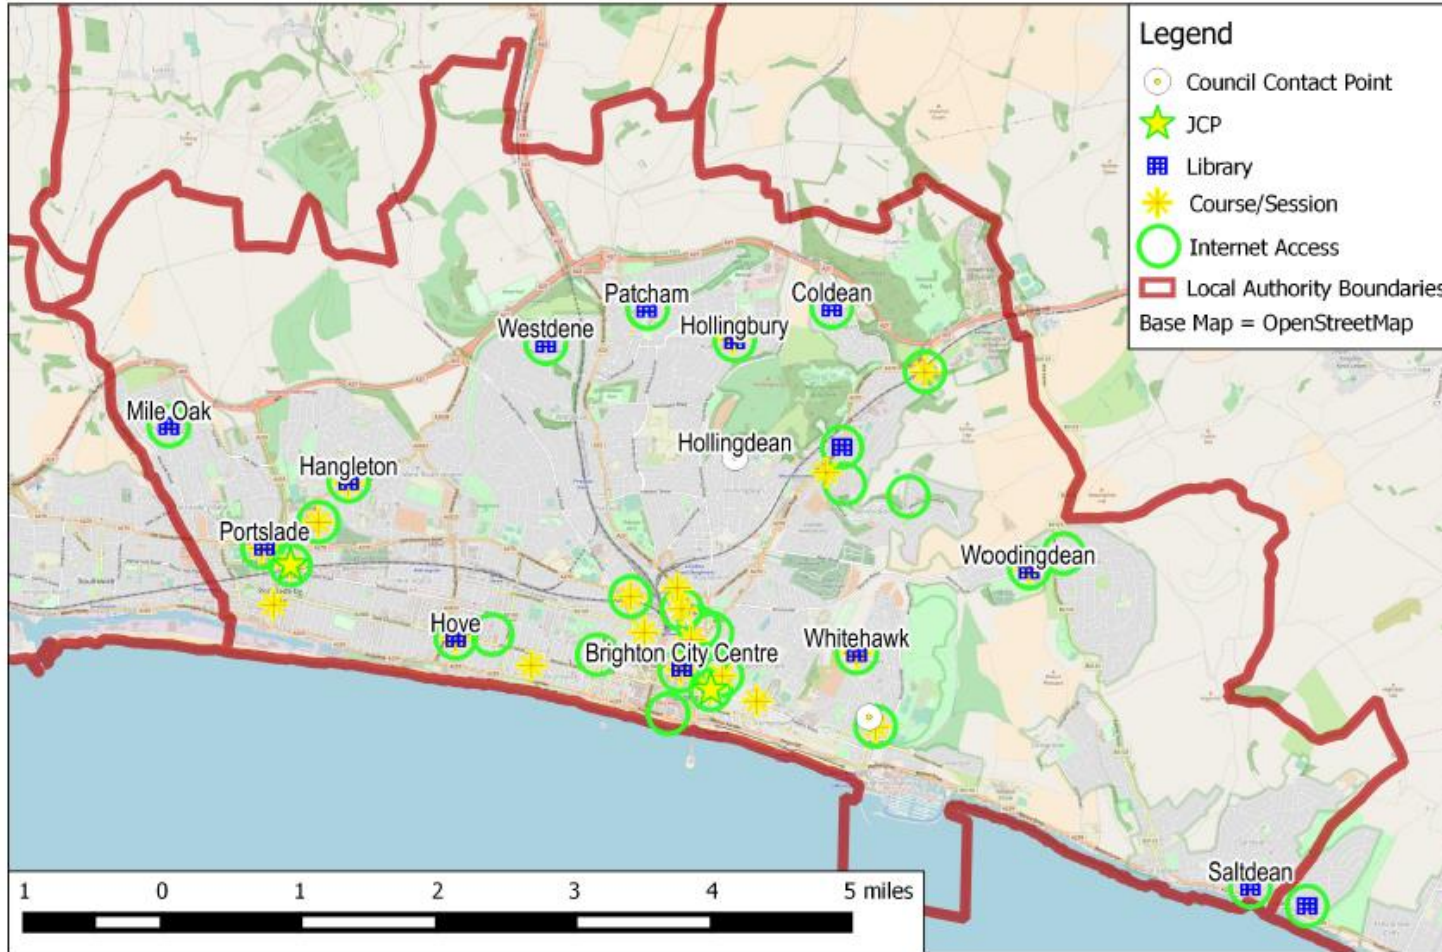 Legend
Council Contact Point
JCP
Library
Course/Session
Internet Access
Local Authority Boundaries
Base Map = OpenStreetMap
Patcham
Coldean
Westdene
Hollingbury
Mile Oak
Hollingdean
Hangleton
Portslade
Woodingdean
Hove
Brighton City Centre
Whitehawk
Saltdean
1 0 1 2 3 4 5 miles